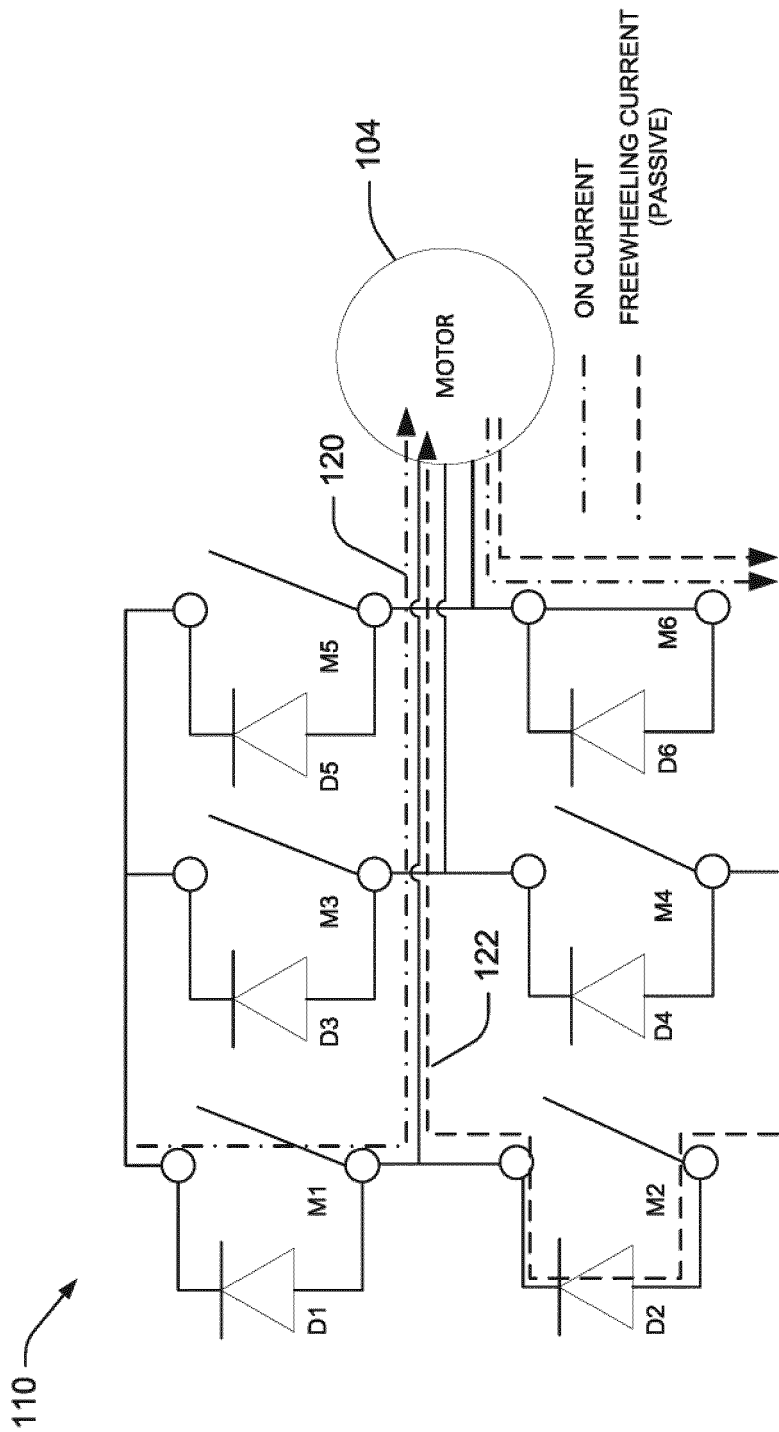 110
D1
M1
D3
M3
D5
M5
120
104
MOTOR
122
D2
M2
D4
M4
D6
M6
ON CURRENT
FREEWHEELING CURRENT
(PASSIVE)